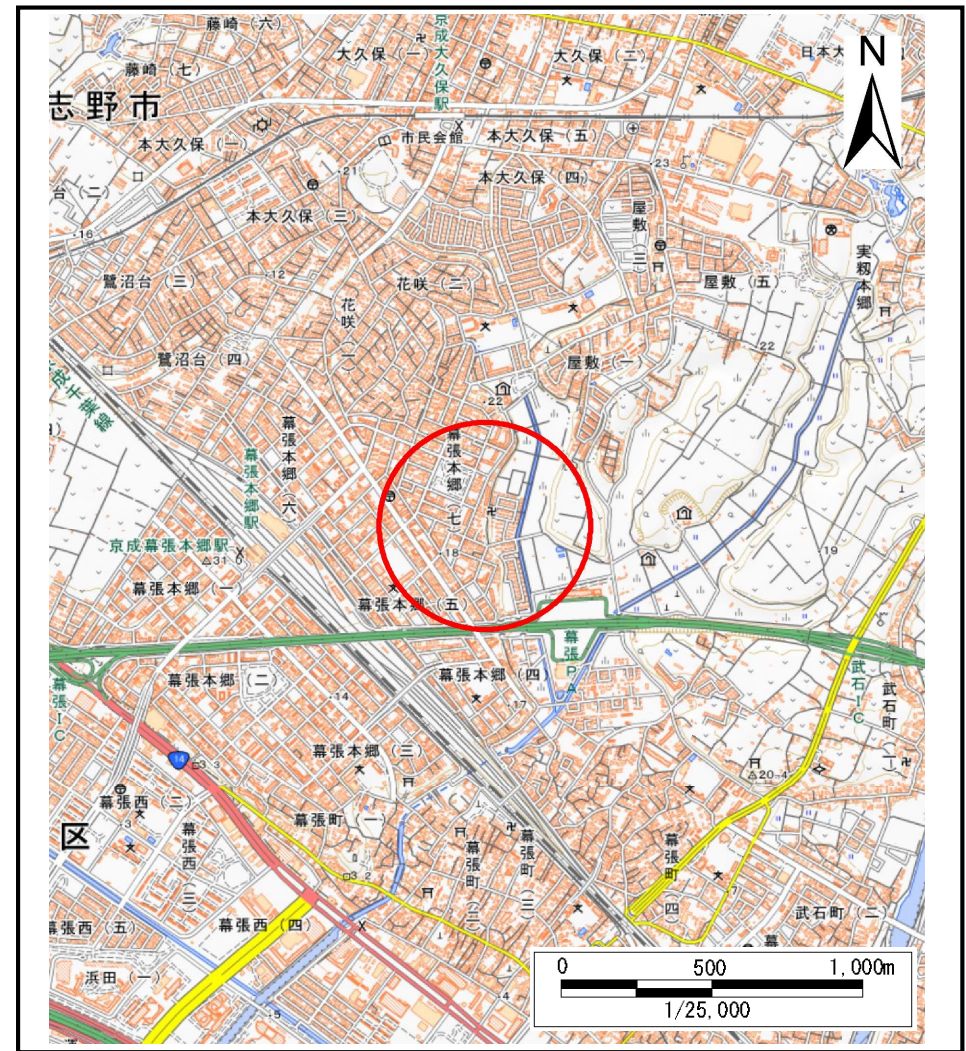 藤崎(六)
京成大久保駅
大久保(一)
大久保(二)
日本大
藤崎(七)
N
志野市
本大久保(一)
市民会館
本大久保(五)
23
台(二)
21
本大久保(四)
屋敷(三)
16
本大久保(三)
実籾本郷
鷺沼台(三)
12
花咲(一)
花咲(二)
屋敷(五)
鷺沼台(四)
屋敷(一)
22
京成千葉線
22
幕張本郷(六)
幕張本郷(七)
幕張本郷駅
京成幕張本郷駅
31
18
19
幕張本郷(一)
幕張本郷(五)
幕張PA
幕張IC
幕張本郷(二)
14
幕張本郷(四)
17
武石IC
武石町(一)
幕張本郷(三)
14
3.3
20.4
幕張西(二)
3
幕張町(一)
区
幕張西(三)
3.2
幕張町(二)
幕張町(三)
幕張町(四)
7
武石町(二)
幕張西(五)
幕張西(四)
幕
浜田(一)
5
4
0 500 1,000m
1/25,000